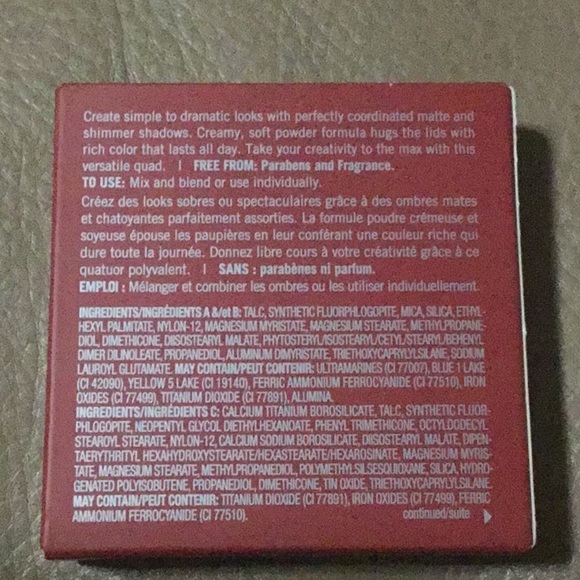 Create simple to dramatic looks with perfectly coordinated matte and
shimmer shadows. Creamy, soft powder formula hugs the lids with
rich color that lasts all day. Take your creativity to the max with this
versatile quad. | FREE FROM: Parabens and Fragrance.
TO USE: Mix and blend or use individually.
Créez des looks sobres ou spectaculaires grâce à des ombres mates
et chatoyantes parfaitement assorties. La formule poudre crémeuse et
soyeuse épouse les paupières en leur conférant une couleur riche qui
dure toute la journée. Donnez libre cours à votre créativité grâce à ce
quatuor polyvalent. | SANS : parabènes ni parfum.
EMPLOI : Mélanger et combiner les ombres ou les utiliser individuellement.
INGREDIENTS/INGRÉDIENTS A &/et B: TALC, SYNTHETIC FLUORPHLOGOPITE, MICA, SILICA, ETHYL-
HEXYL PALMITATE, NYLON-12, MAGNESIUM MYRISTATE, MAGNESIUM STEARATE, METHYLPROPANE-
DIOL, DIMETHICONE, DIISOSTEARYL MALATE, PHYTOSTERYL/ISOSTEARYL/CETYL/STEARYL/BEHENYL
DIMER DILINOLEATE, PROPANEDIOL, ALUMINUM DIMYRISTATE, TRIETHOXYCAPRYLYLSILANE, SODIUM
LAUROYL GLUTAMATE. MAY CONTAIN/PEUT CONTENIR: ULTRAMARINES (CI 77007), BLUE 1 LAKE
(CI 42090), YELLOW 5 LAKE (CI 19140), FERRIC AMMONIUM FERROCYANIDE (CI 77510), IRON
OXIDES (CI 77499), TITANIUM DIOXIDE (CI 77891), ALUMINA.
INGREDIENTS/INGRÉDIENTS C: CALCIUM TITANIUM BOROSILICATE, TALC, SYNTHETIC FLUOR-
PHLOGOPITE, NEOPENTYL GLYCOL DIETHYLHEXANOATE, PHENYL TRIMETHICONE, OCTYLDODECYL
STEAROYL STEARATE, NYLON-12, CALCIUM SODIUM BOROSILICATE, DIISOSTEARYL MALATE, DIPEN-
TAERYTHRITYL HEXAHYDROXYSTEARATE/HEXASTEARATE/HEXAROSINATE, MAGNESIUM MYRIS-
TATE, MAGNESIUM STEARATE, METHYLPROPANEDIOL, POLYMETHYLSILSESQUIOXANE, SILICA, HYDRO-
GENATED POLYISOBUTENE, PROPANEDIOL, DIMETHICONE, TIN OXIDE, TRIETHOXYCAPRYLYLSILANE.
MAY CONTAIN/PEUT CONTENIR: TITANIUM DIOXIDE (CI 77891), IRON OXIDES (CI 77499), FERRIC
AMMONIUM FERROCYANIDE (CI 77510). continued/suite